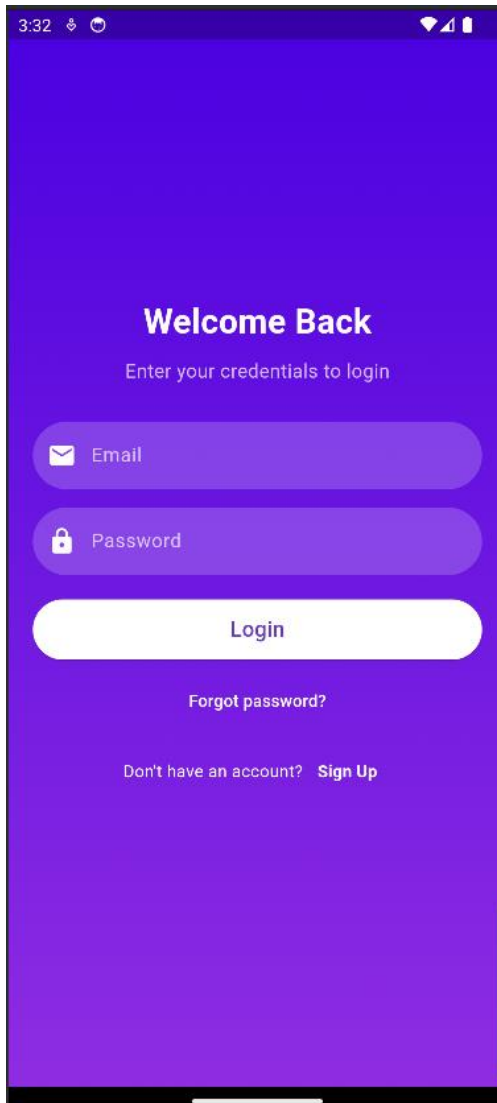 3:32
Welcome Back
Enter your credentials to login
Email
Password
Login
Forgot password?
Don't have an account? Sign Up